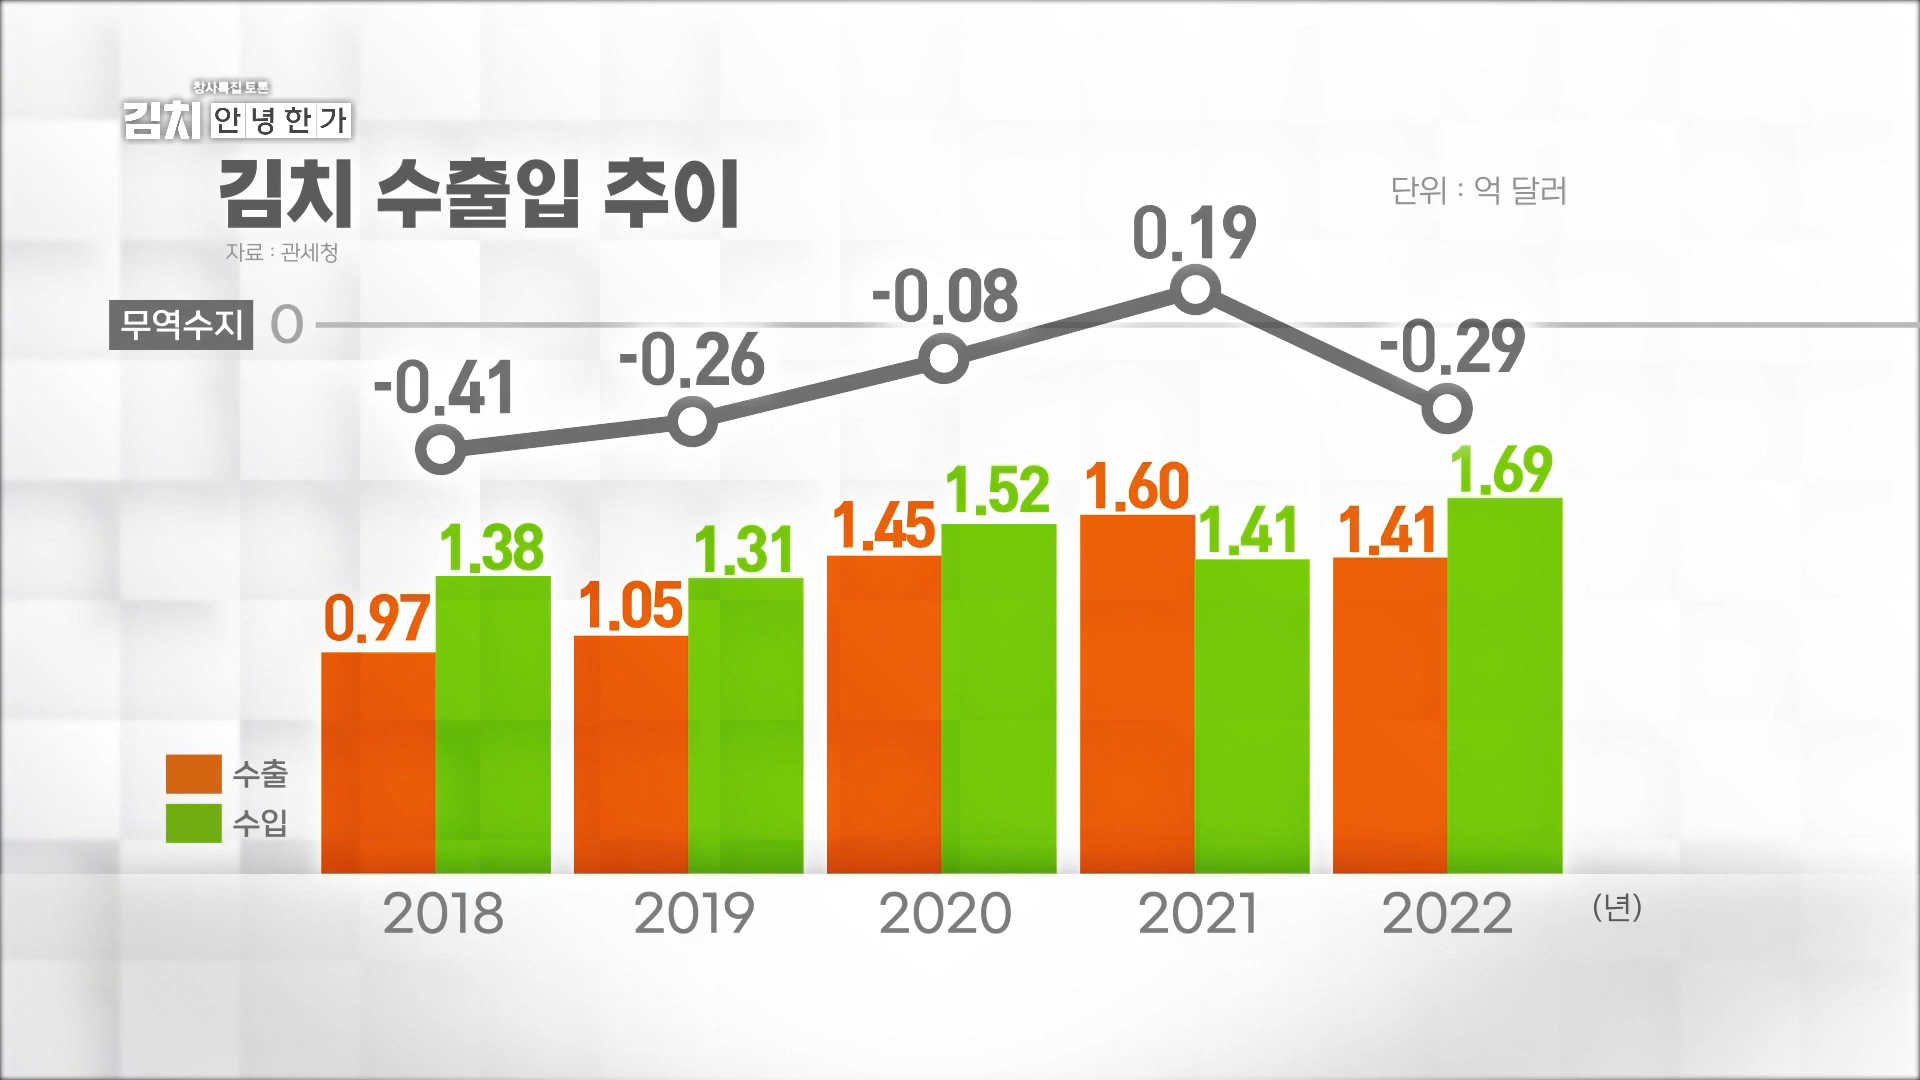 창사특집 토론
김치 안녕한가
김치 수출입 추이
자료 : 관세청
단위 : 억 달러
무역수지 0
-0.41 -0.26 -0.08 0.19 -0.29
0.97 1.38 1.05 1.31 1.45 1.52 1.60 1.41 1.41 1.69
수출
수입
2018 2019 2020 2021 2022 (년)